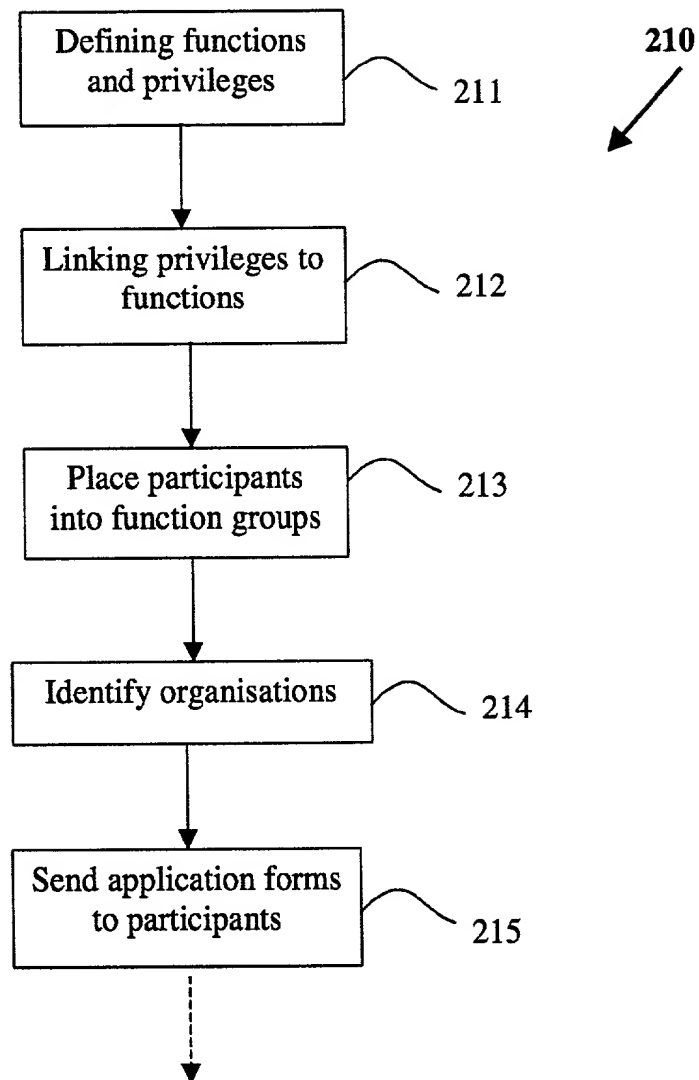 Defining functions
and privileges
210
211
Linking privileges to
functions
212
Place participants
into function groups
213
Identify organisations
214
Send application forms
to participants
215